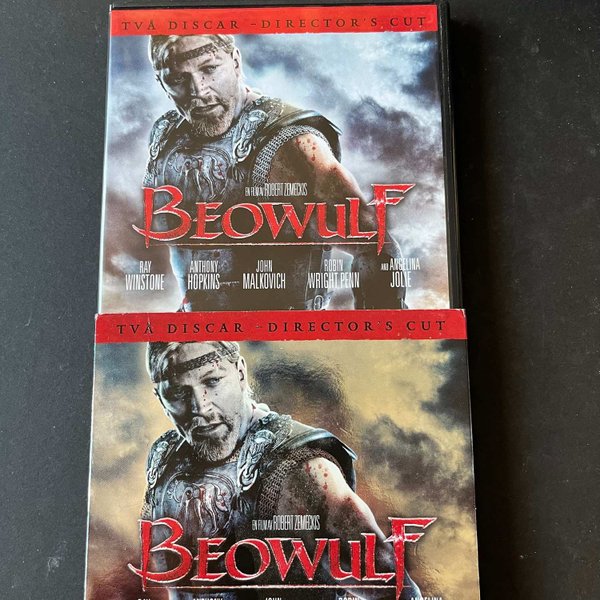 TVÅ DISCAR – DIRECTOR'S CUT
EN FILM AV ROBERT ZEMECKIS
BEOWULF
RAY WINSTONE
ANTHONY HOPKINS
JOHN MALKOVICH
ROBIN WRIGHT PENN
AND ANGELINA JOLIE
TVÅ DISCAR – DIRECTOR'S CUT
EN FILM AV ROBERT ZEMECKIS
BEOWULF